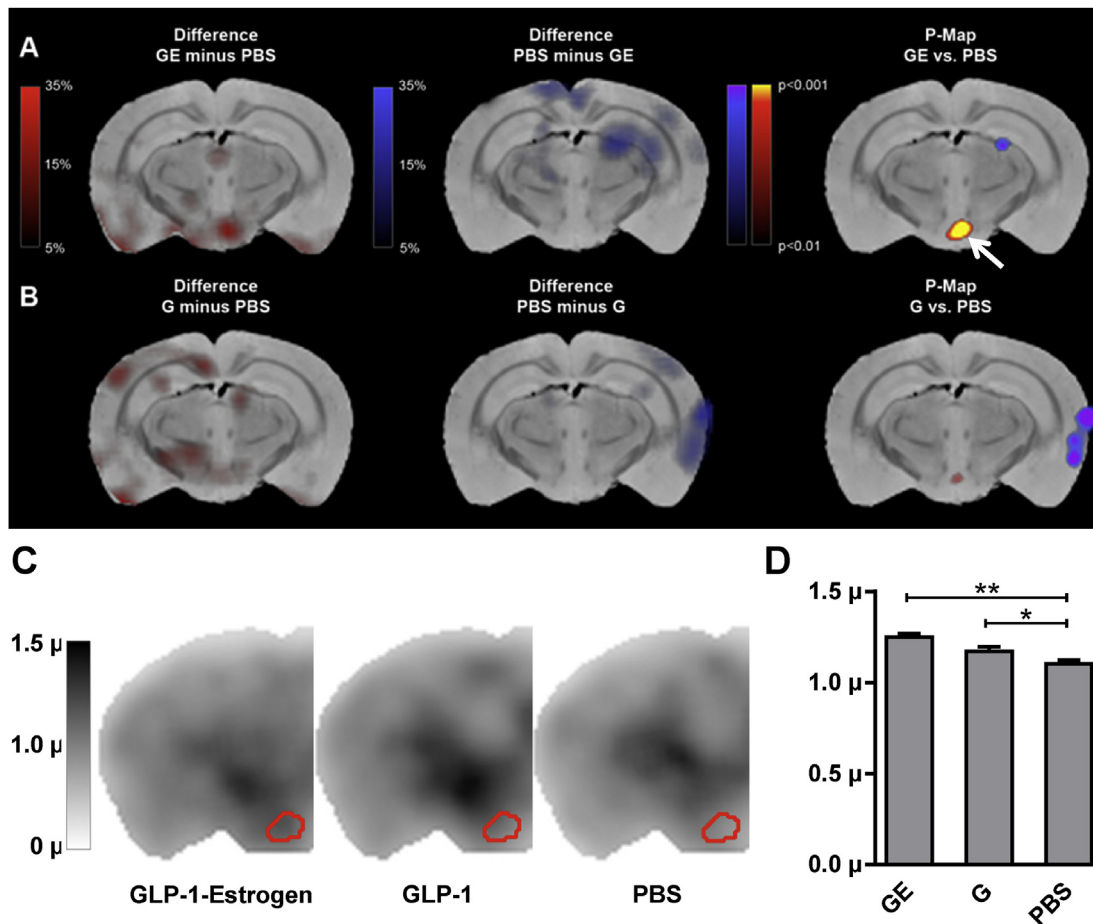 A
Difference
GE minus PBS
Difference
PBS minus GE
P-Map
GE vs. PBS
35%
15%
5%
35%
15%
5%
p<0.001
p<0.01
B
Difference
G minus PBS
Difference
PBS minus G
P-Map
G vs. PBS
C
1.5 µ
1.0 µ
0 µ
GLP-1-Estrogen
GLP-1
PBS
D
1.5 µ
1.0 µ
0.5 µ
0.0 µ
**
*
GE
G
PBS